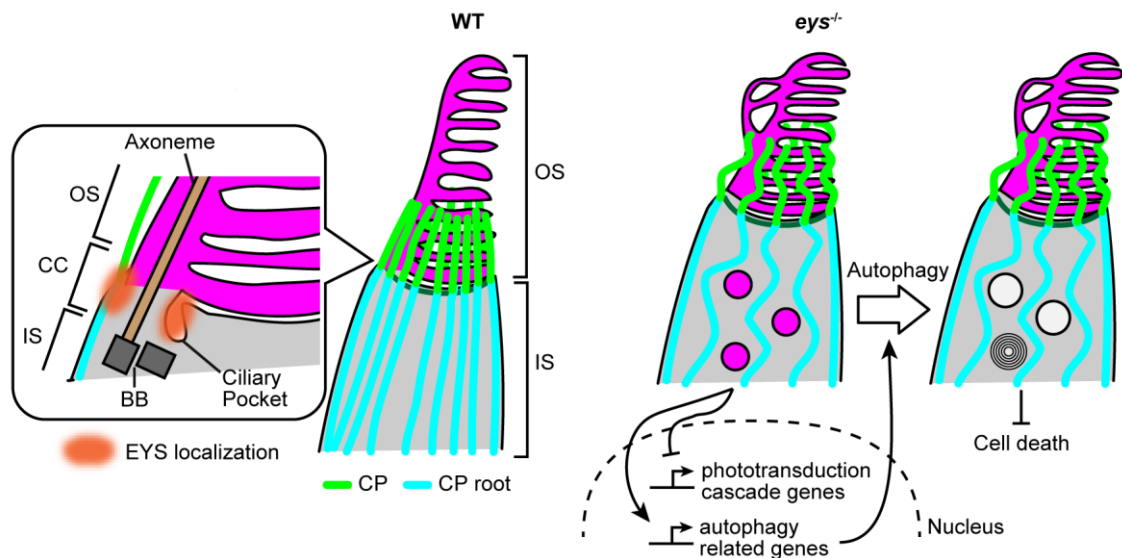 WT
eys-/-
Axoneme
OS
CC
IS
BB
Ciliary
Pocket
EYS localization
OS
IS
CP
CP root
Autophagy
Cell death
phototransduction
cascade genes
autophagy
related genes
Nucleus